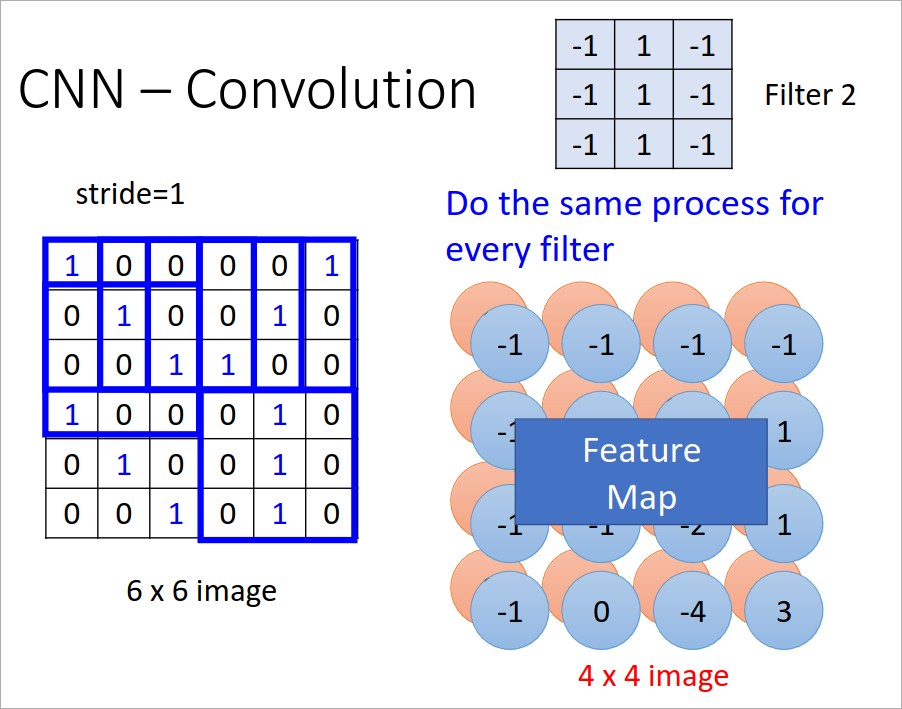 -1 1 -1
CNN – Convolution
-1 1 -1
Filter 2
-1 1 -1
stride=1
Do the same process for
every filter
1 0 0 0 0 1
0 1 0 0 1 0
0 0 1 1 0 0
1 0 0 0 1 0
0 1 0 0 1 0
0 0 1 0 1 0
6 x 6 image
-1 -1 -1 -1
-1 1
Feature
Map
-1 -1 -2 1
-1 0 -4 3
4 x 4 image